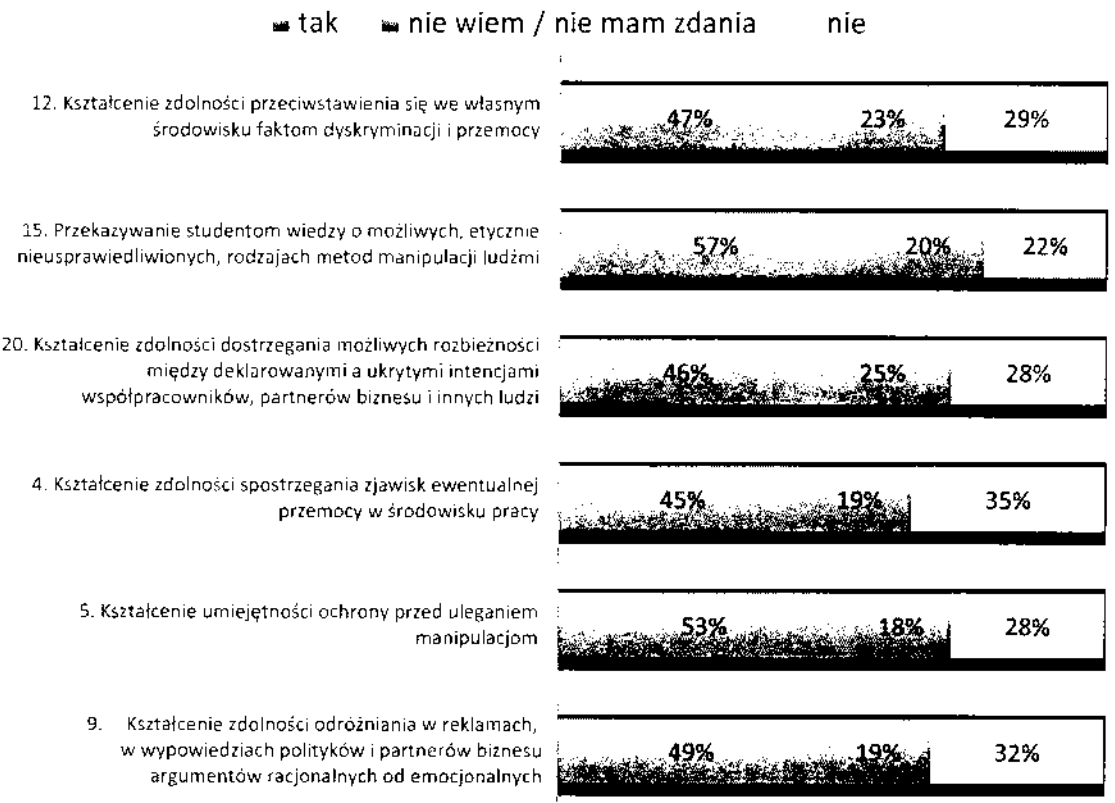 tak nie wiem / nie mam zdania nie
12. Kształcenie zdolności przeciwstawienia się we własnym
środowisku faktom dyskryminacji i przemocy
47% 23% 29%
15. Przekazywanie studentom wiedzy o możliwych, etycznie
nieusprawiedliwionych, rodzajach metod manipulacji ludźmi
57% 20% 22%
20. Kształcenie zdolności dostrzegania możliwych rozbieżności
między deklarowanymi a ukrytymi intencjami
współpracowników, partnerów biznesu i innych ludzi
46% 25% 28%
4. Kształcenie zdolności spostrzegania zjawisk ewentualnej
przemocy w środowisku pracy
45% 19% 35%
5. Kształcenie umiejętności ochrony przed uleganiem
manipulacjom
53% 18% 28%
9. Kształcenie zdolności odróżniania w reklamach,
w wypowiedziach polityków i partnerów biznesu
argumentów racjonalnych od emocjonalnych
49% 19% 32%